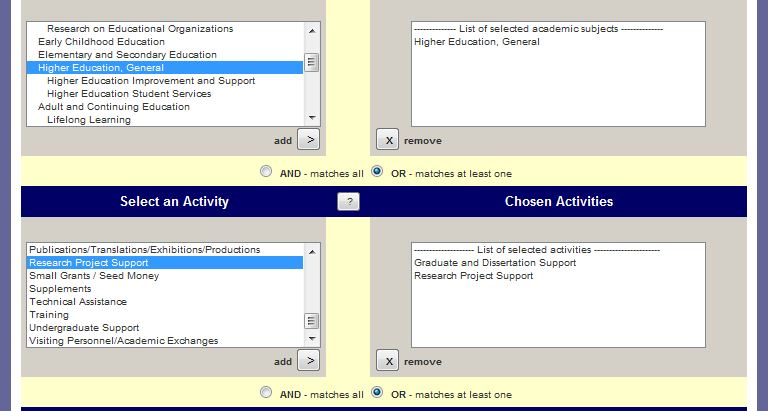 Research on Educational Organizations
Early Childhood Education
Elementary and Secondary Education
Higher Education, General
Higher Education Improvement and Support
Higher Education Student Services
Adult and Continuing Education
Lifelong Learning
add >
-------------- List of selected academic subjects --------------
Higher Education, General
X remove
AND - matches all OR - matches at least one
Select an Activity ? Chosen Activities
Publications/Translations/Exhibitions/Productions
Research Project Support
Small Grants / Seed Money
Supplements
Technical Assistance
Training
Undergraduate Support
Visiting Personnel/Academic Exchanges
add >
-------------------- List of selected activities ----------------------
Graduate and Dissertation Support
Research Project Support
X remove
AND - matches all OR - matches at least one